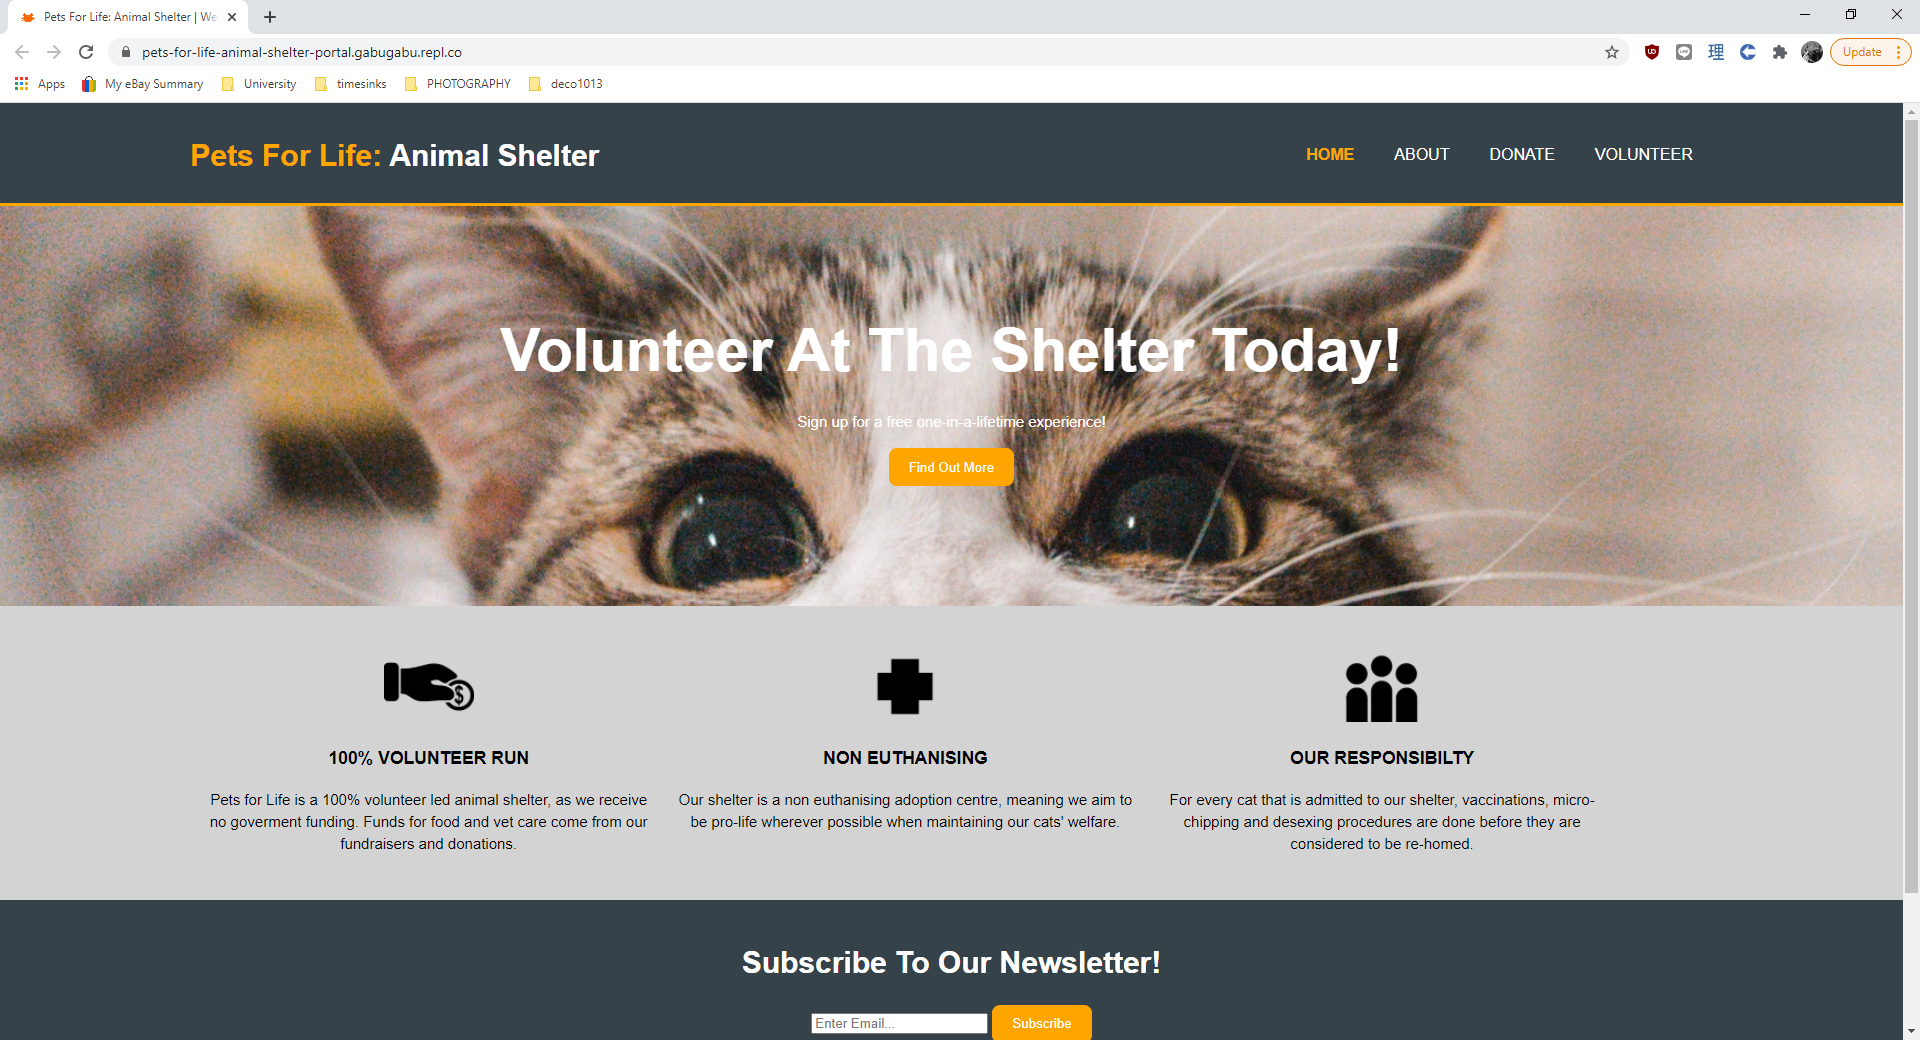 Pets For Life: Animal Shelter | We
pets-for-life-animal-shelter-portal.gabugabu.repl.co
理
Update
Apps
My eBay Summary
University
timesinks
PHOTOGRAPHY
deco1013
Pets For Life: Animal Shelter
HOME
ABOUT
DONATE
VOLUNTEER
Volunteer At The Shelter Today!
Sign up for a free one-in-a-lifetime experience!
Find Out More
$
100% VOLUNTEER RUN
Pets for Life is a 100% volunteer led animal shelter, as we receive
no goverment funding. Funds for food and vet care come from our
fundraisers and donations.
NON EUTHANISING
Our shelter is a non euthanising adoption centre, meaning we aim to
be pro-life wherever possible when maintaining our cats' welfare.
OUR RESPONSIBILTY
For every cat that is admitted to our shelter, vaccinations, micro-
chipping and desexing procedures are done before they are
considered to be re-homed.
Subscribe To Our Newsletter!
Enter Email...
Subscribe